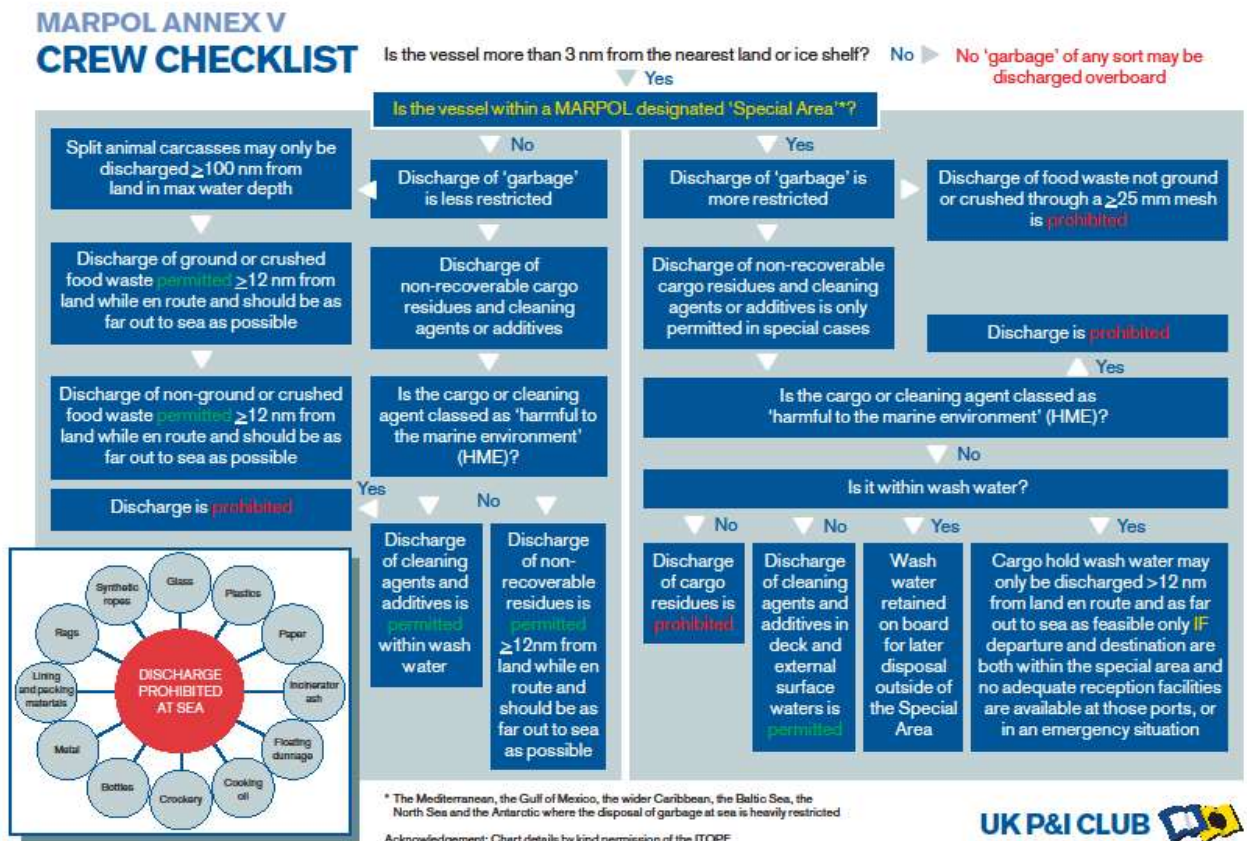 MARPOL ANNEX V
CREW CHECKLIST
Is the vessel more than 3 nm from the nearest land or ice shelf?
No
No 'garbage' of any sort may be
discharged overboard
Yes
Is the vessel within a MARPOL designated 'Special Area'*?
No
Yes
Split animal carcasses may only be
discharged ≥100 nm from
land in max water depth
Discharge of 'garbage'
is less restricted
Discharge of 'garbage' is
more restricted
Discharge of food waste not ground
or crushed through a ≥25 mm mesh
is prohibited
Discharge of ground or crushed
food waste permitted ≥12 nm from
land while en route and should be as
far out to sea as possible
Discharge of
non-recoverable cargo
residues and cleaning
agents or additives
Discharge of non-recoverable
cargo residues and cleaning
agents or additives is only
permitted in special cases
Discharge is prohibited
Yes
Discharge of non-ground or crushed
food waste permitted ≥12 nm from
land while en route and should be as
far out to sea as possible
Is the cargo or cleaning
agent classed as 'harmful to
the marine environment'
(HME)?
Is the cargo or cleaning agent classed as
'harmful to the marine environment' (HME)?
No
Is it within wash water?
Discharge is prohibited
Yes
No
No
No
Yes
Yes
Discharge
of cleaning
agents and
additives is
permitted
within wash
water
Discharge
of non-
recoverable
residues is
permitted
≥12nm from
land while en
route and
should be as
far out to sea
as possible
Discharge
of cargo
residues is
prohibited
Discharge
of cleaning
agents and
additives in
deck and
external
surface
waters is
permitted
Wash
water
retained
on board
for later
disposal
outside of
the Special
Area
Cargo hold wash water may
only be discharged >12 nm
from land en route and as far
out to sea as feasible only IF
departure and destination are
both within the special area and
no adequate reception facilities
are available at those ports, or
in an emergency situation
DISCHARGE
PROHIBITED
AT SEA
Glass
Plastics
Paper
Incinerator
ash
Floating
dunnage
Cooking
oil
Crockery
Bottles
Metal
Lining
and packing
materials
Rags
Synthetic
ropes
* The Mediterranean, the Gulf of Mexico, the wider Caribbean, the Baltic Sea, the
North Sea and the Antarctic where the disposal of garbage at sea is heavily restricted
Acknowledgement: Chart details by kind permission of the ITOPF
UK P&I CLUB